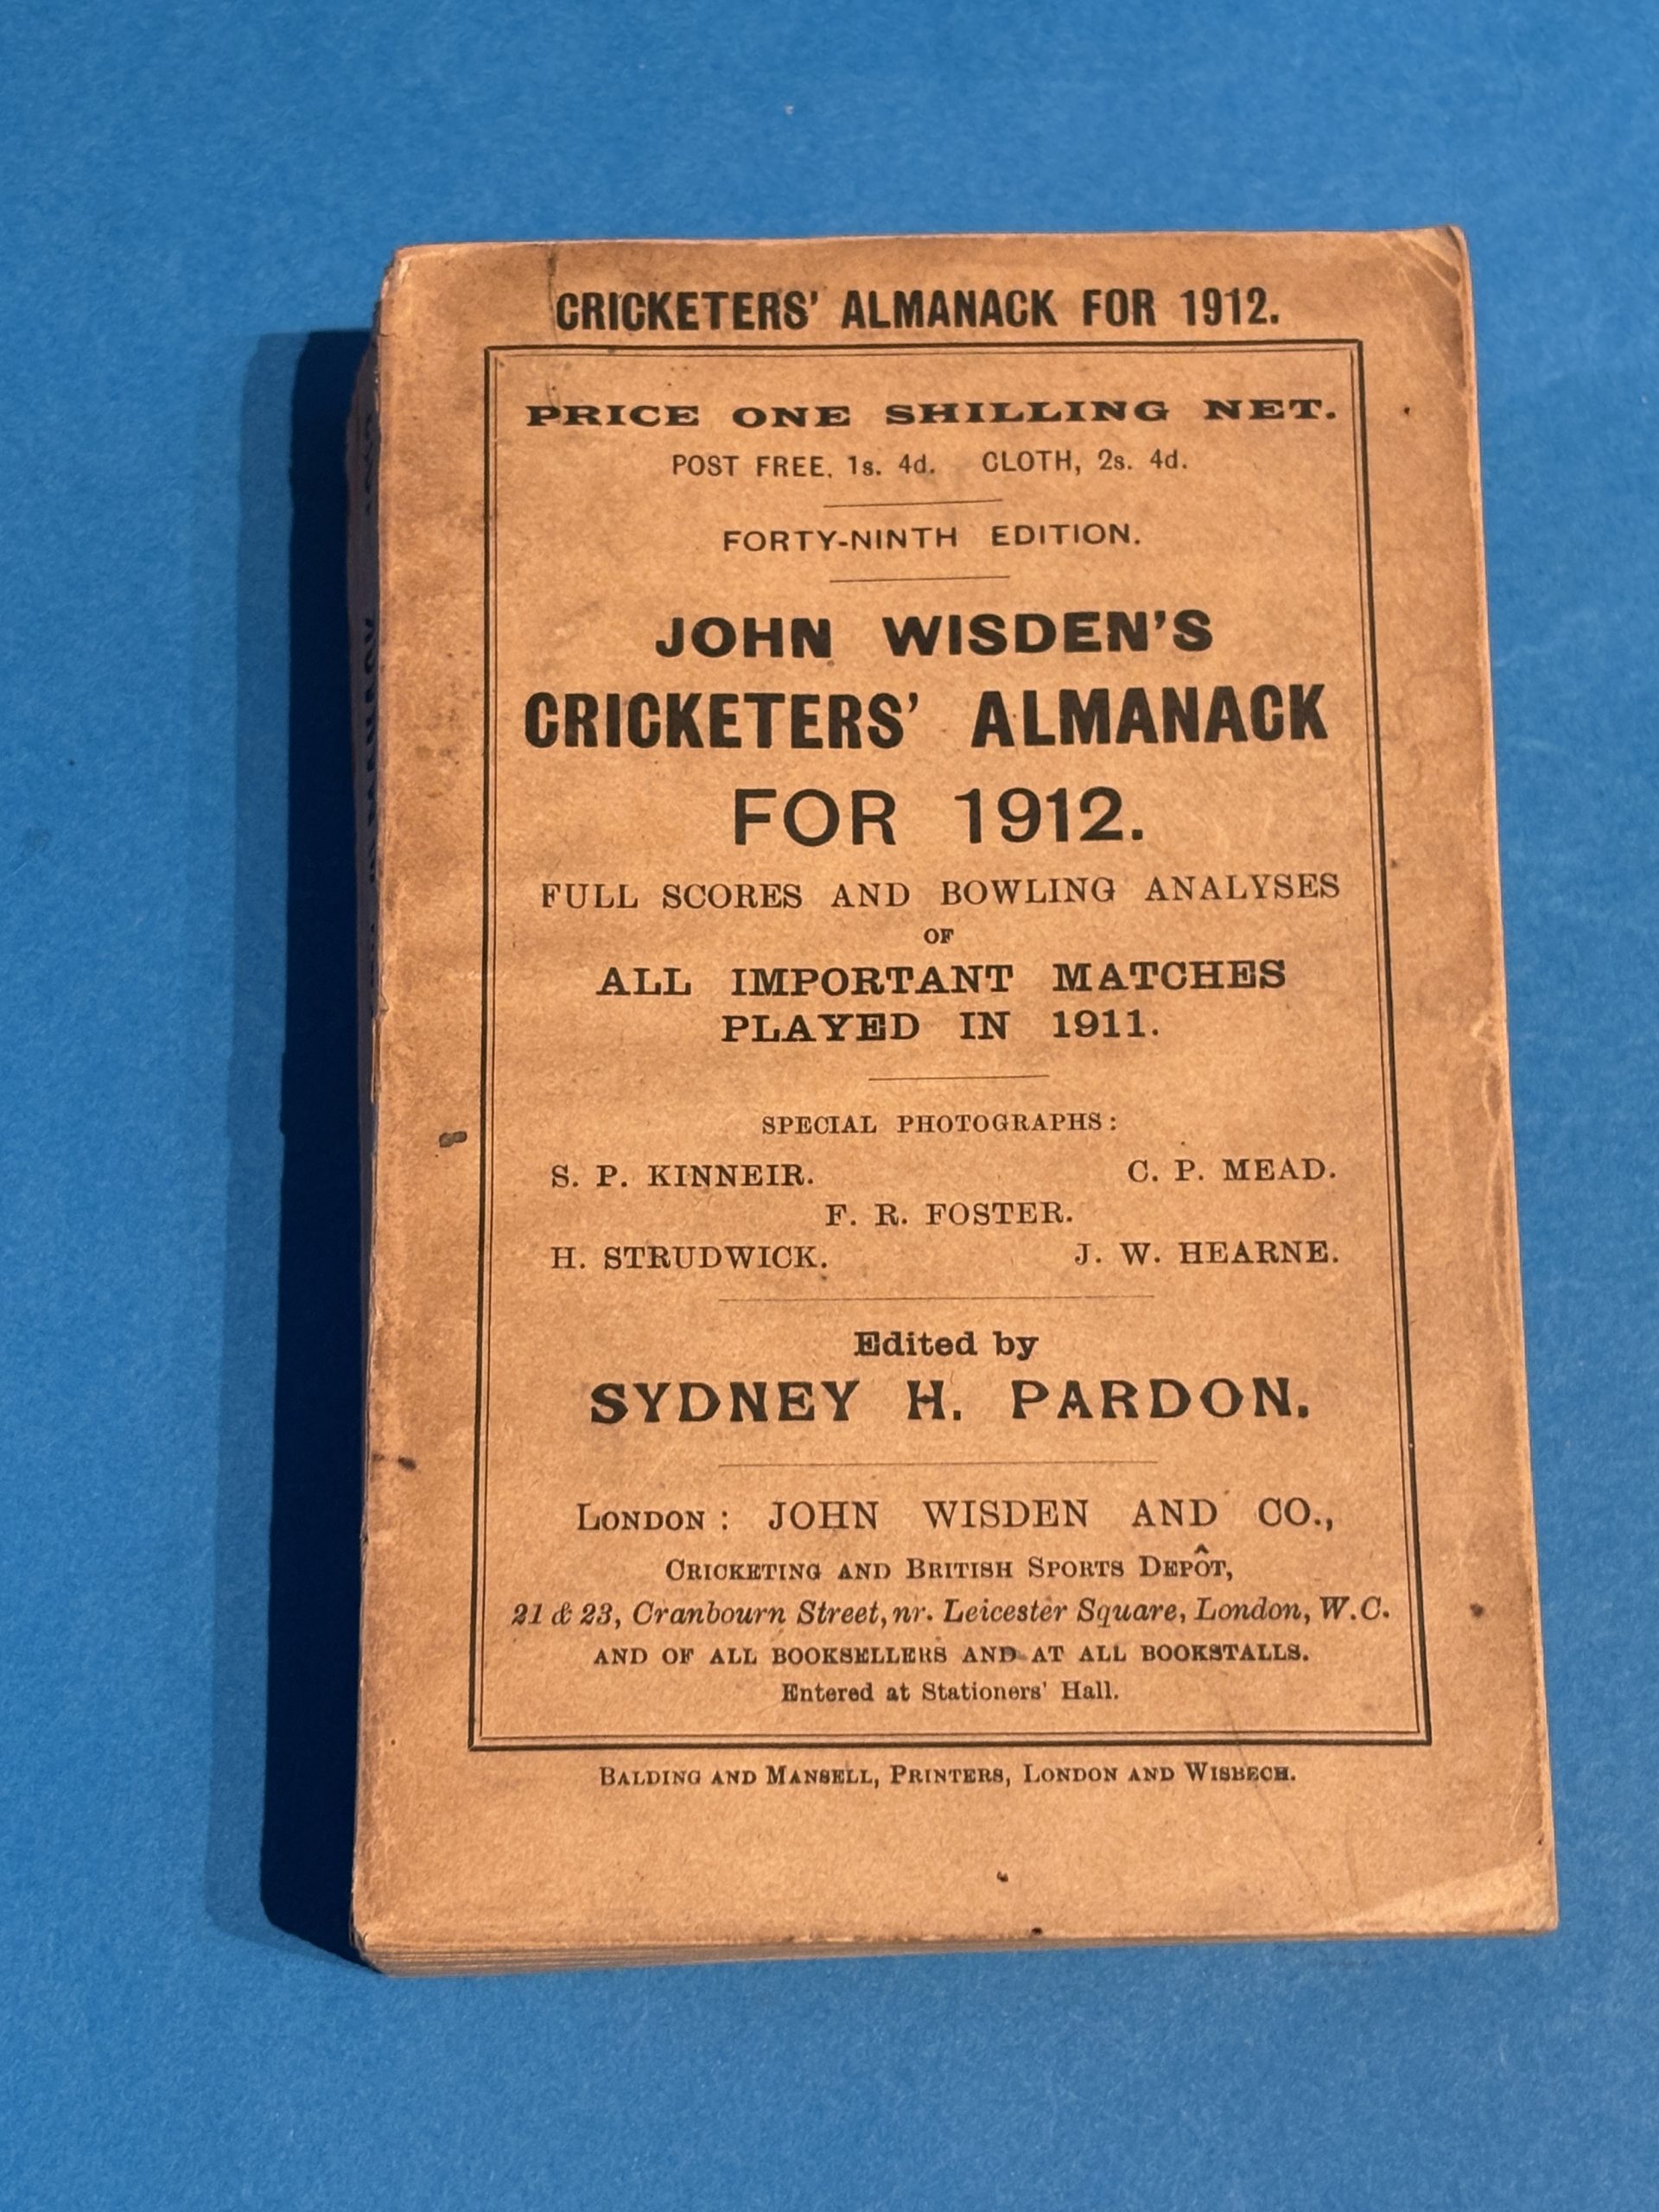 CRICKETERS' ALMANACK FOR 1912.
PRICE ONE SHILLING NET.
POST FREE, 1s. 4d. CLOTH, 2s. 4d.
FORTY-NINTH EDITION.
JOHN WISDEN'S
CRICKETERS' ALMANACK
FOR 1912.
FULL SCORES AND BOWLING ANALYSES
OF
ALL IMPORTANT MATCHES
PLAYED IN 1911.
SPECIAL PHOTOGRAPHS:
S. P. KINNEIR. C. P. MEAD.
F. R. FOSTER.
H. STRUDWICK. J. W. HEARNE.
Edited by
SYDNEY H. PARDON.
LONDON: JOHN WISDEN AND CO.,
CRICKETING AND BRITISH SPORTS DEPÔT,
21 & 23, Cranbourn Street, nr. Leicester Square, London, W.C.
AND OF ALL BOOKSELLERS AND AT ALL BOOKSTALLS.
Entered at Stationers' Hall.
BALDING AND MANSELL, PRINTERS, LONDON AND WISBECH.